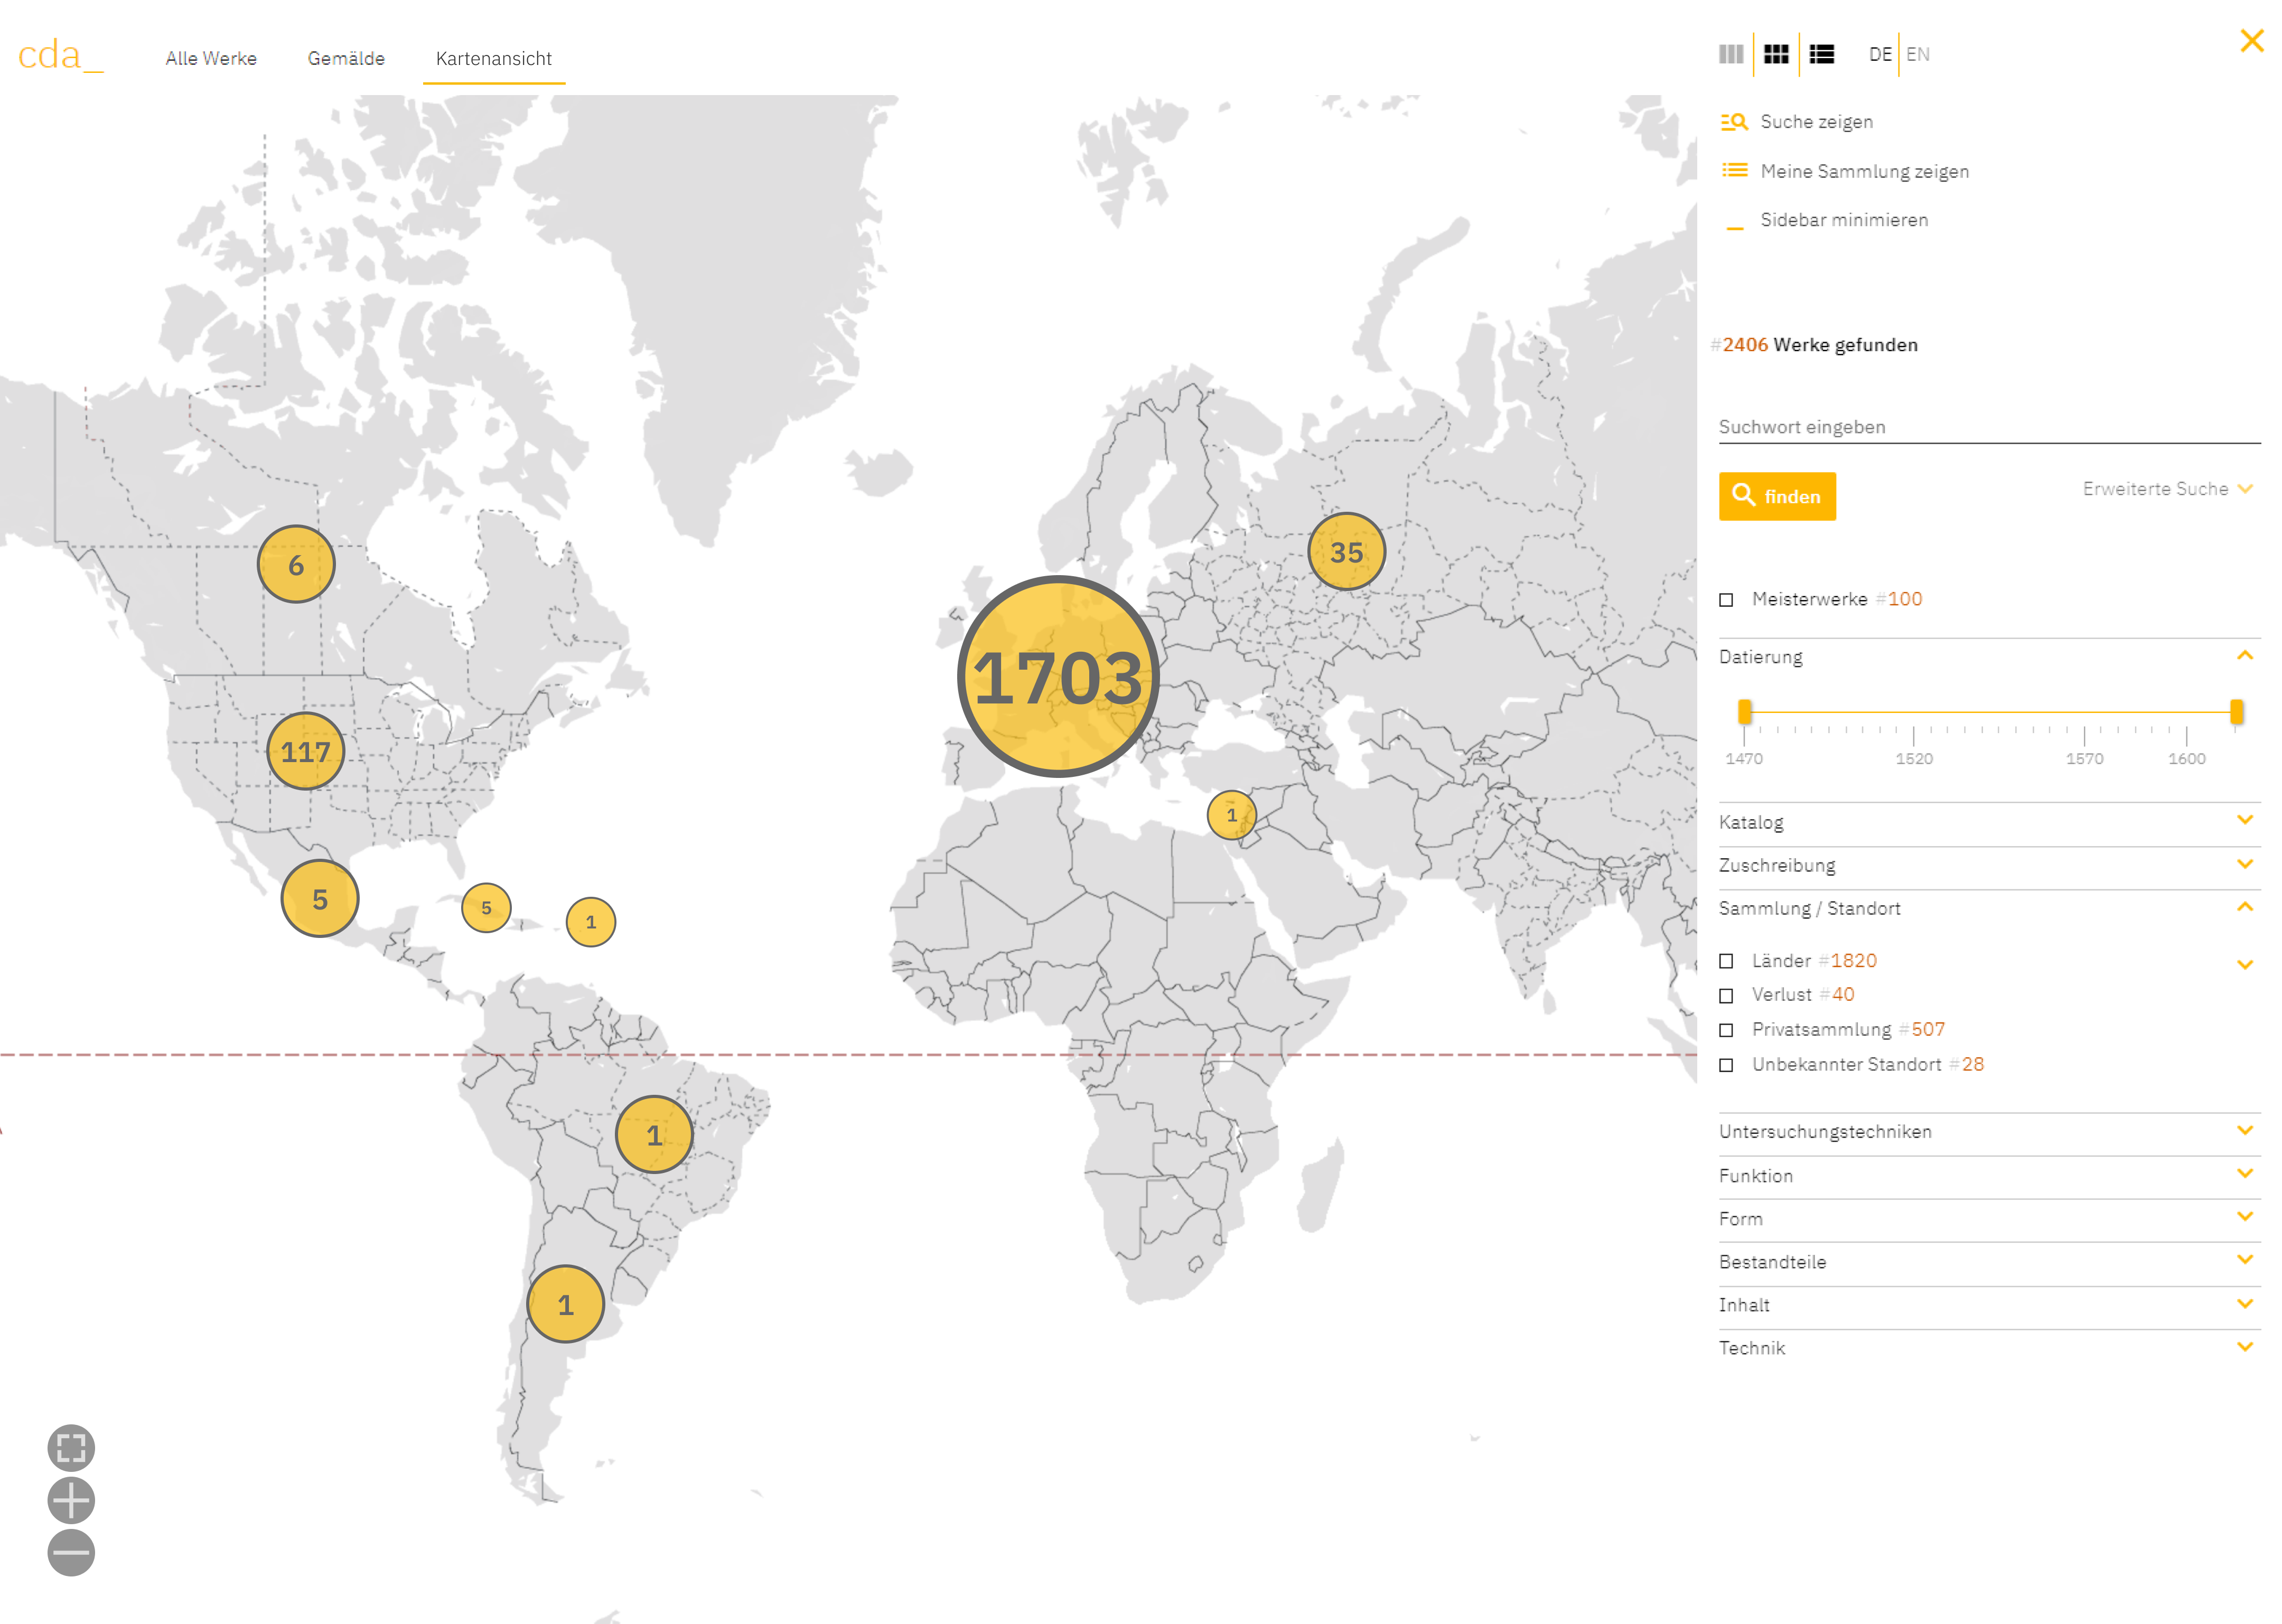 cda_ Alle Werke Gemälde Kartenansicht
DE EN
Suche zeigen
Meine Sammlung zeigen
Sidebar minimieren
#2406 Werke gefunden
Suchwort eingeben
finden
Erweiterte Suche
Meisterwerke #100
Datierung
1470 1520 1570 1600
Katalog
Zuschreibung
Sammlung / Standort
Länder #1820
Verlust #40
Privatsammlung #507
Unbekannter Standort #28
Untersuchungstechniken
Funktion
Form
Bestandteile
Inhalt
Technik
6
35
1703
117
1
5
5
1
1
1